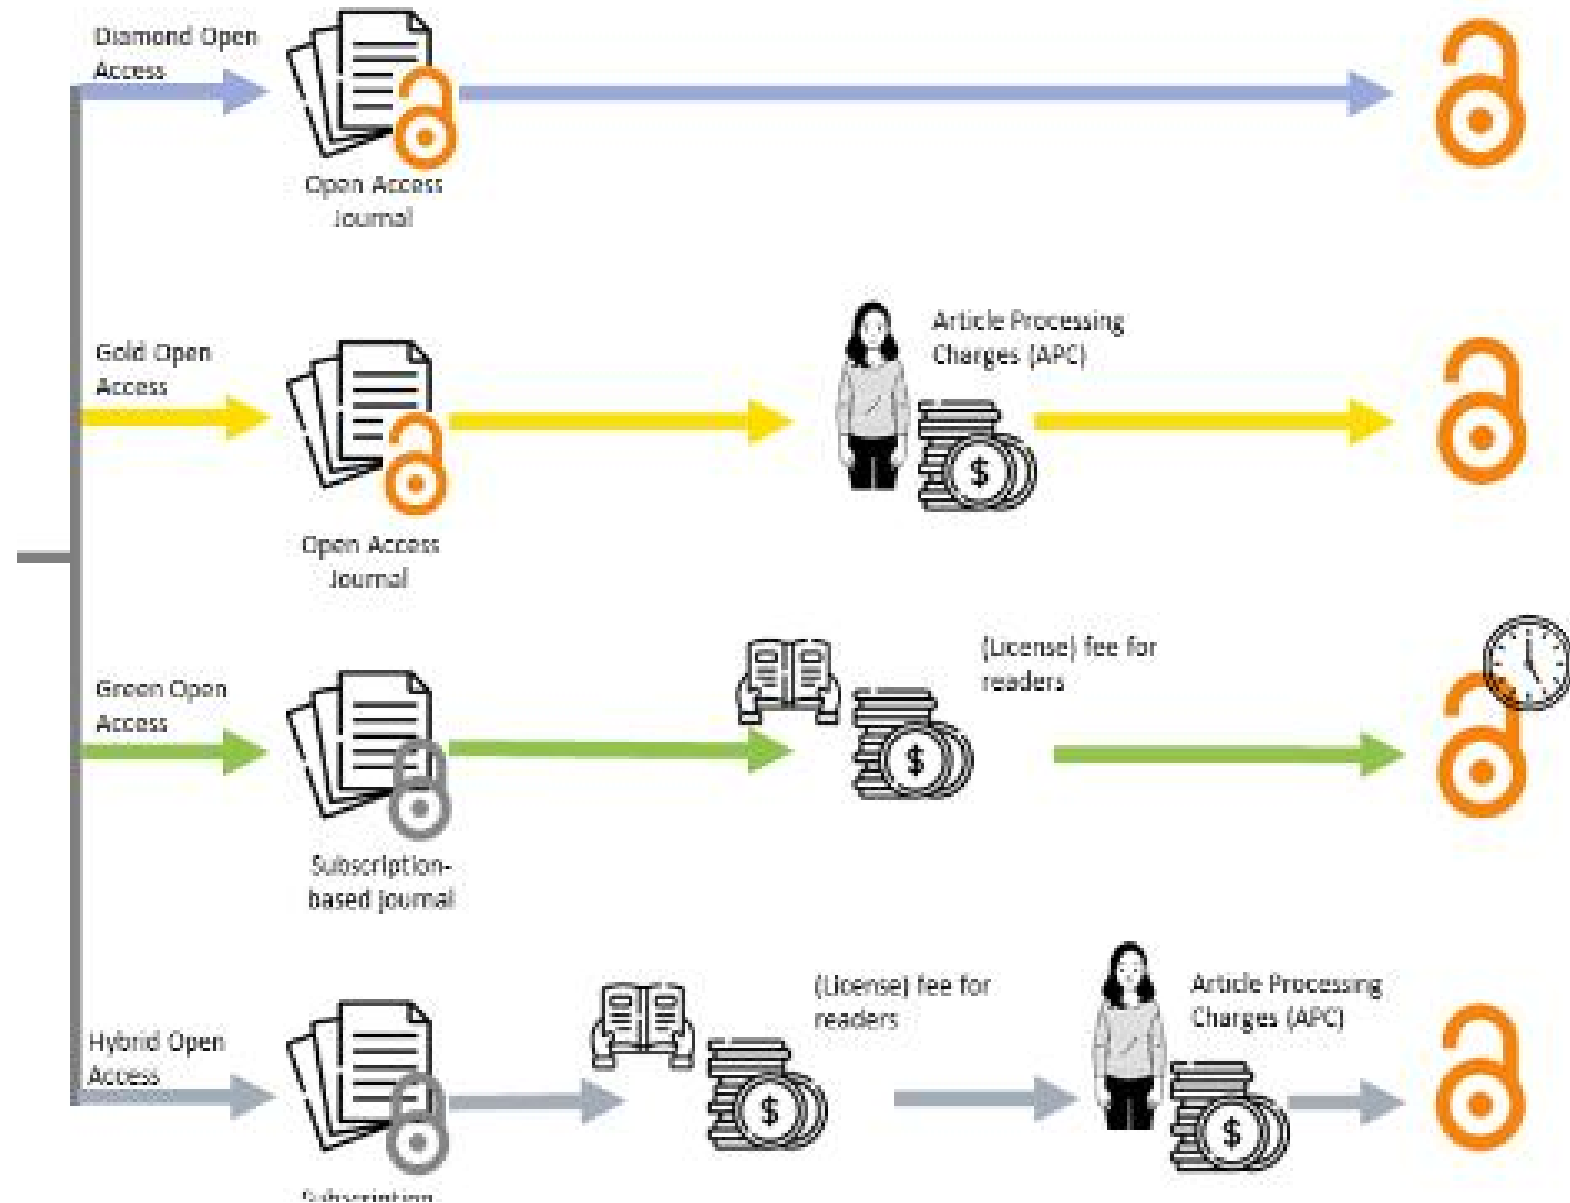 Diamond Open
Access
Open Access
Journal
Gold Open
Access
Article Processing
Charges (APC)
$
Open Access
Journal
Green Open
Access
(License) fee for
readers
$
Subscription-
based journal
Hybrid Open
Access
(License) fee for
readers
$
Article Processing
Charges (APC)
$
Subscription-